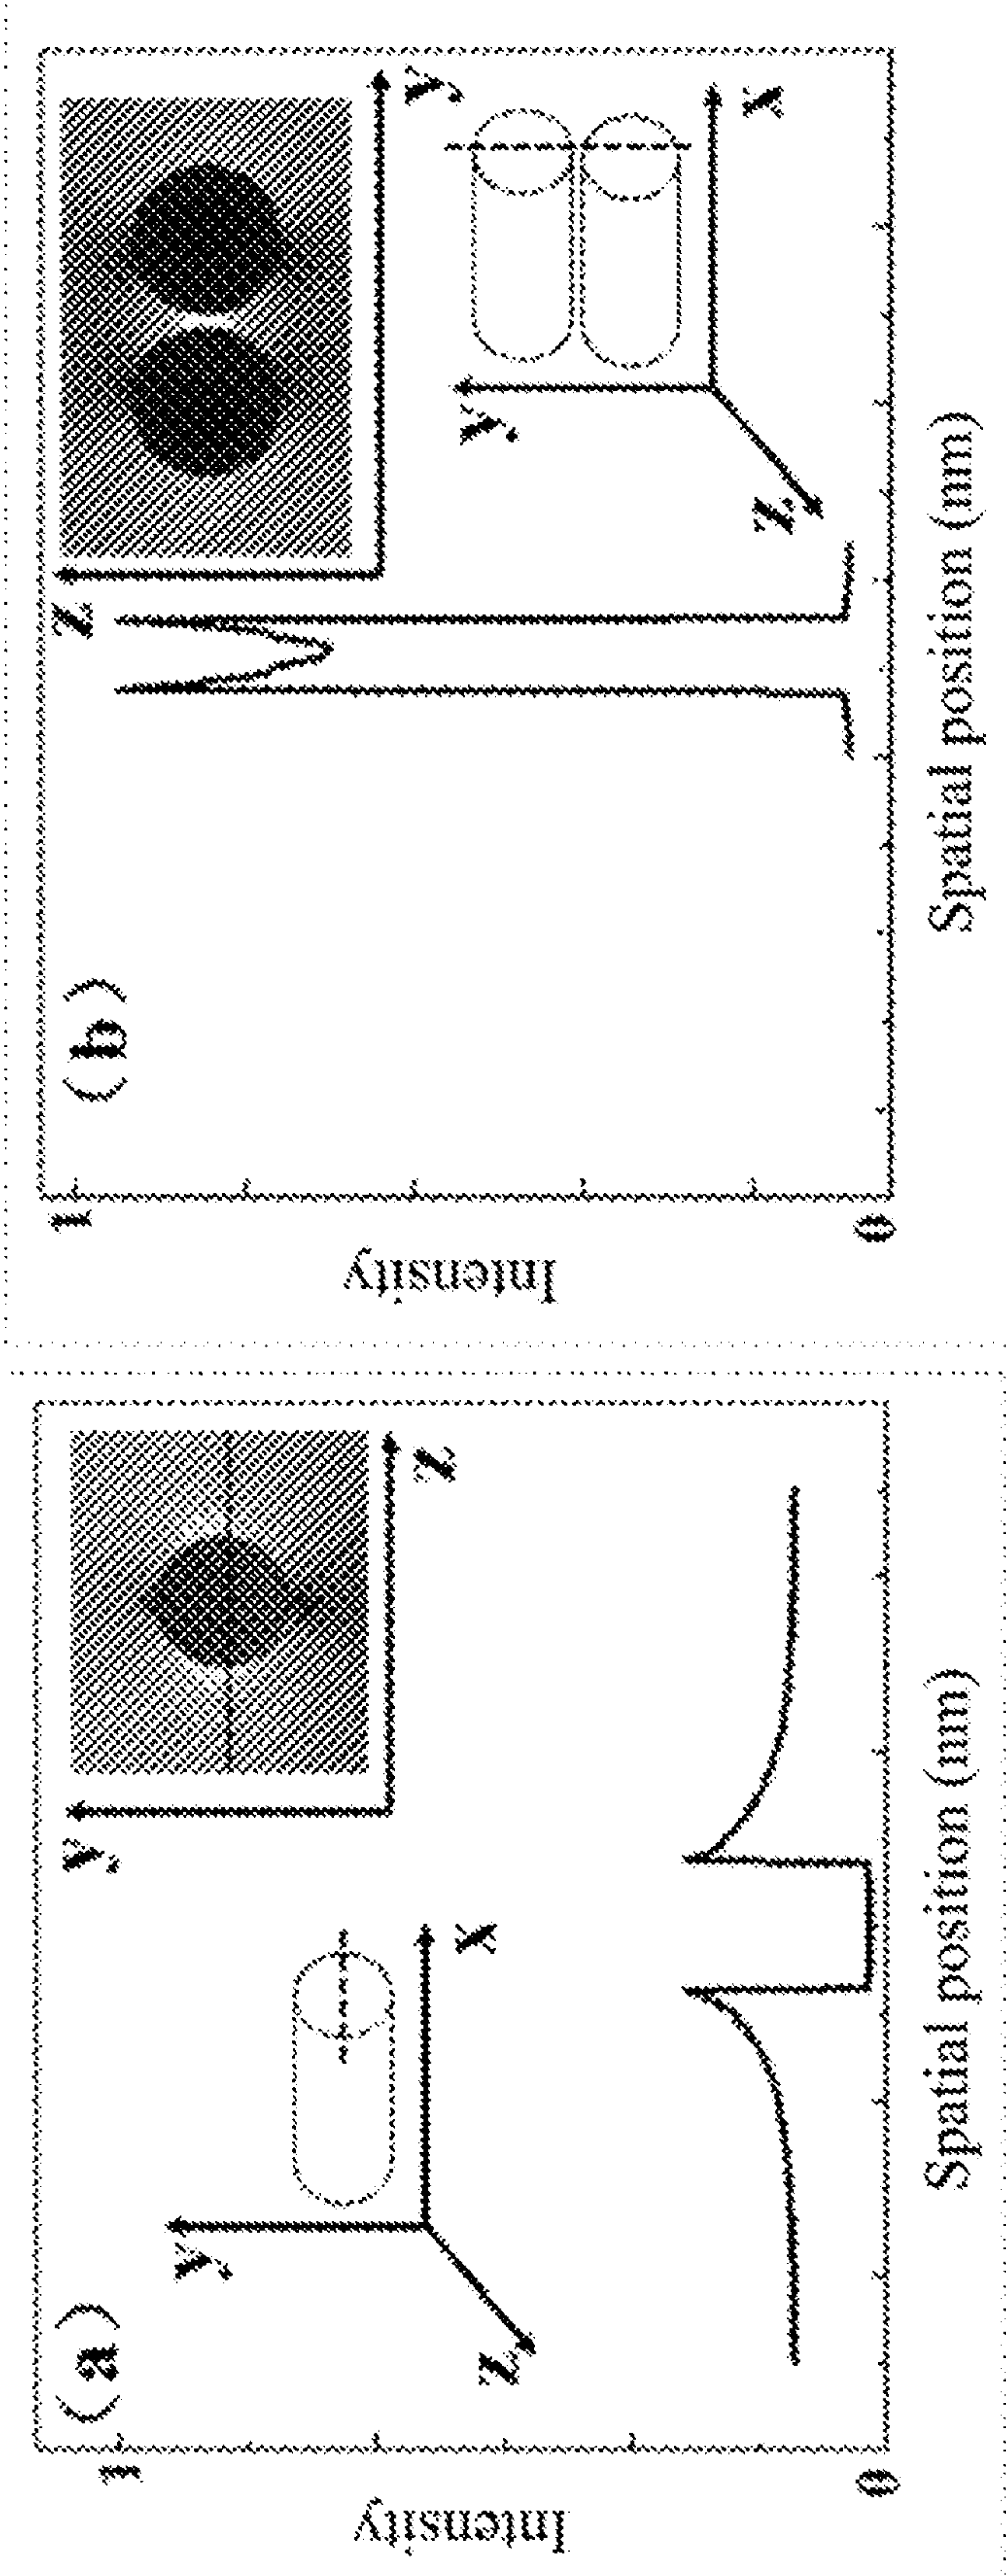 (a)
1
Intensity
0
y
x
z
y
z
Spatial position (nm)
(b)
1
Intensity
0
z
y
y
x
z
Spatial position (nm)